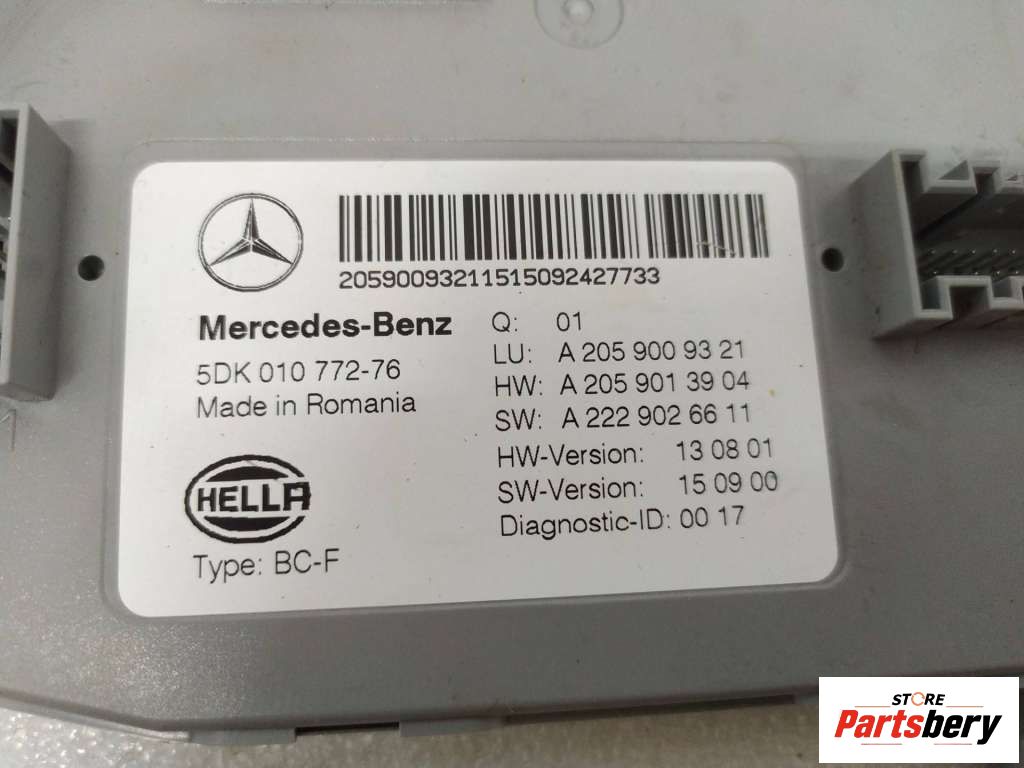 205900932115150924​27733
Mercedes-Benz
5DK 010 772-76
Made in Romania
HELLA
Type: BC-F
Q: 01
LU: A 205 900 93 21
HW: A 205 901 39 04
SW: A 222 902 66 11
HW-Version: 13 08 01
SW-Version: 15 09 00
Diagnostic-ID: 00 17
STORE
Partsbery